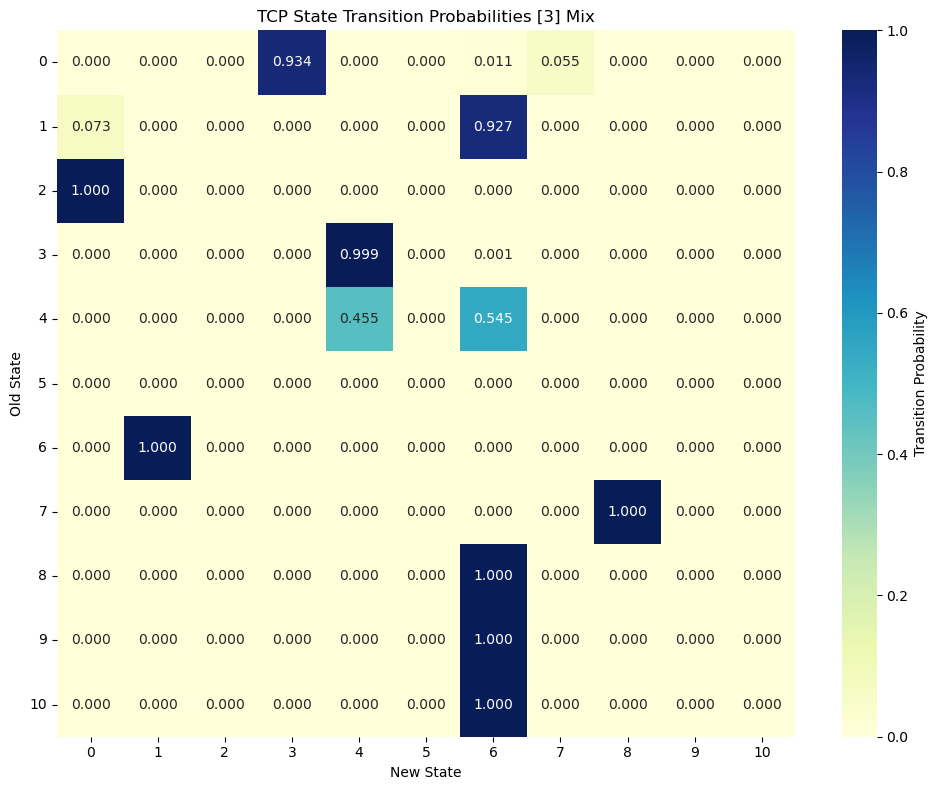 TCP State Transition Probabilities [3] Mix
0 0.000 0.000 0.000 0.934 0.000 0.000 0.011 0.055 0.000 0.000 0.000
1 0.073 0.000 0.000 0.000 0.000 0.000 0.927 0.000 0.000 0.000 0.000
2 1.000 0.000 0.000 0.000 0.000 0.000 0.000 0.000 0.000 0.000 0.000
3 0.000 0.000 0.000 0.000 0.999 0.000 0.001 0.000 0.000 0.000 0.000
4 0.000 0.000 0.000 0.000 0.455 0.000 0.545 0.000 0.000 0.000 0.000
5 0.000 0.000 0.000 0.000 0.000 0.000 0.000 0.000 0.000 0.000 0.000
6 0.000 1.000 0.000 0.000 0.000 0.000 0.000 0.000 0.000 0.000 0.000
7 0.000 0.000 0.000 0.000 0.000 0.000 0.000 0.000 1.000 0.000 0.000
8 0.000 0.000 0.000 0.000 0.000 0.000 1.000 0.000 0.000 0.000 0.000
9 0.000 0.000 0.000 0.000 0.000 0.000 1.000 0.000 0.000 0.000 0.000
10 0.000 0.000 0.000 0.000 0.000 0.000 1.000 0.000 0.000 0.000 0.000
0 1 2 3 4 5 6 7 8 9 10
New State
Old State
1.0
0.8
0.6
0.4
0.2
0.0
Transition Probability